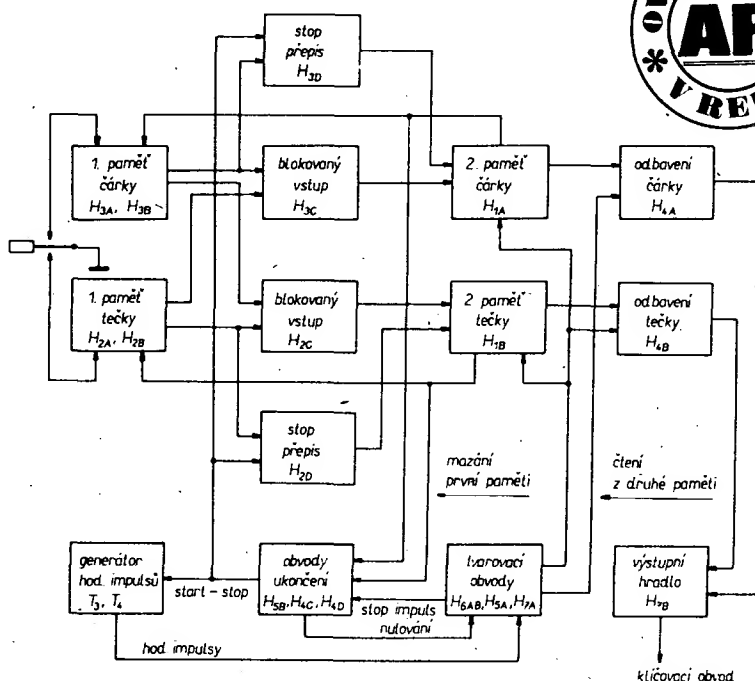 stop
přepis
H3D
AR
V RE
1. paměť
čárky
H3A, H3B
blokovaný
vstup
H3C
2. paměť
čárky
H1A
odbavení
čárky
H4A
1. paměť
tečky
H2A, H2B
blokovaný
vstup
H2C
2 paměť
tečky
H1B
odbavení
tečky
H4B
stop
přepis
H2D
mazání
první paměti
čtení
z druhé paměti
generátor
hod. impulsů
T3, T4
start – stop
obvody
ukončení
H5B, H4C, H4D
stop impuls
nulování
tvarovací
obvody
H6AB, H5A, H7A
výstupní
hradlo
H7B
hod. impulsy
klíčovací obvod